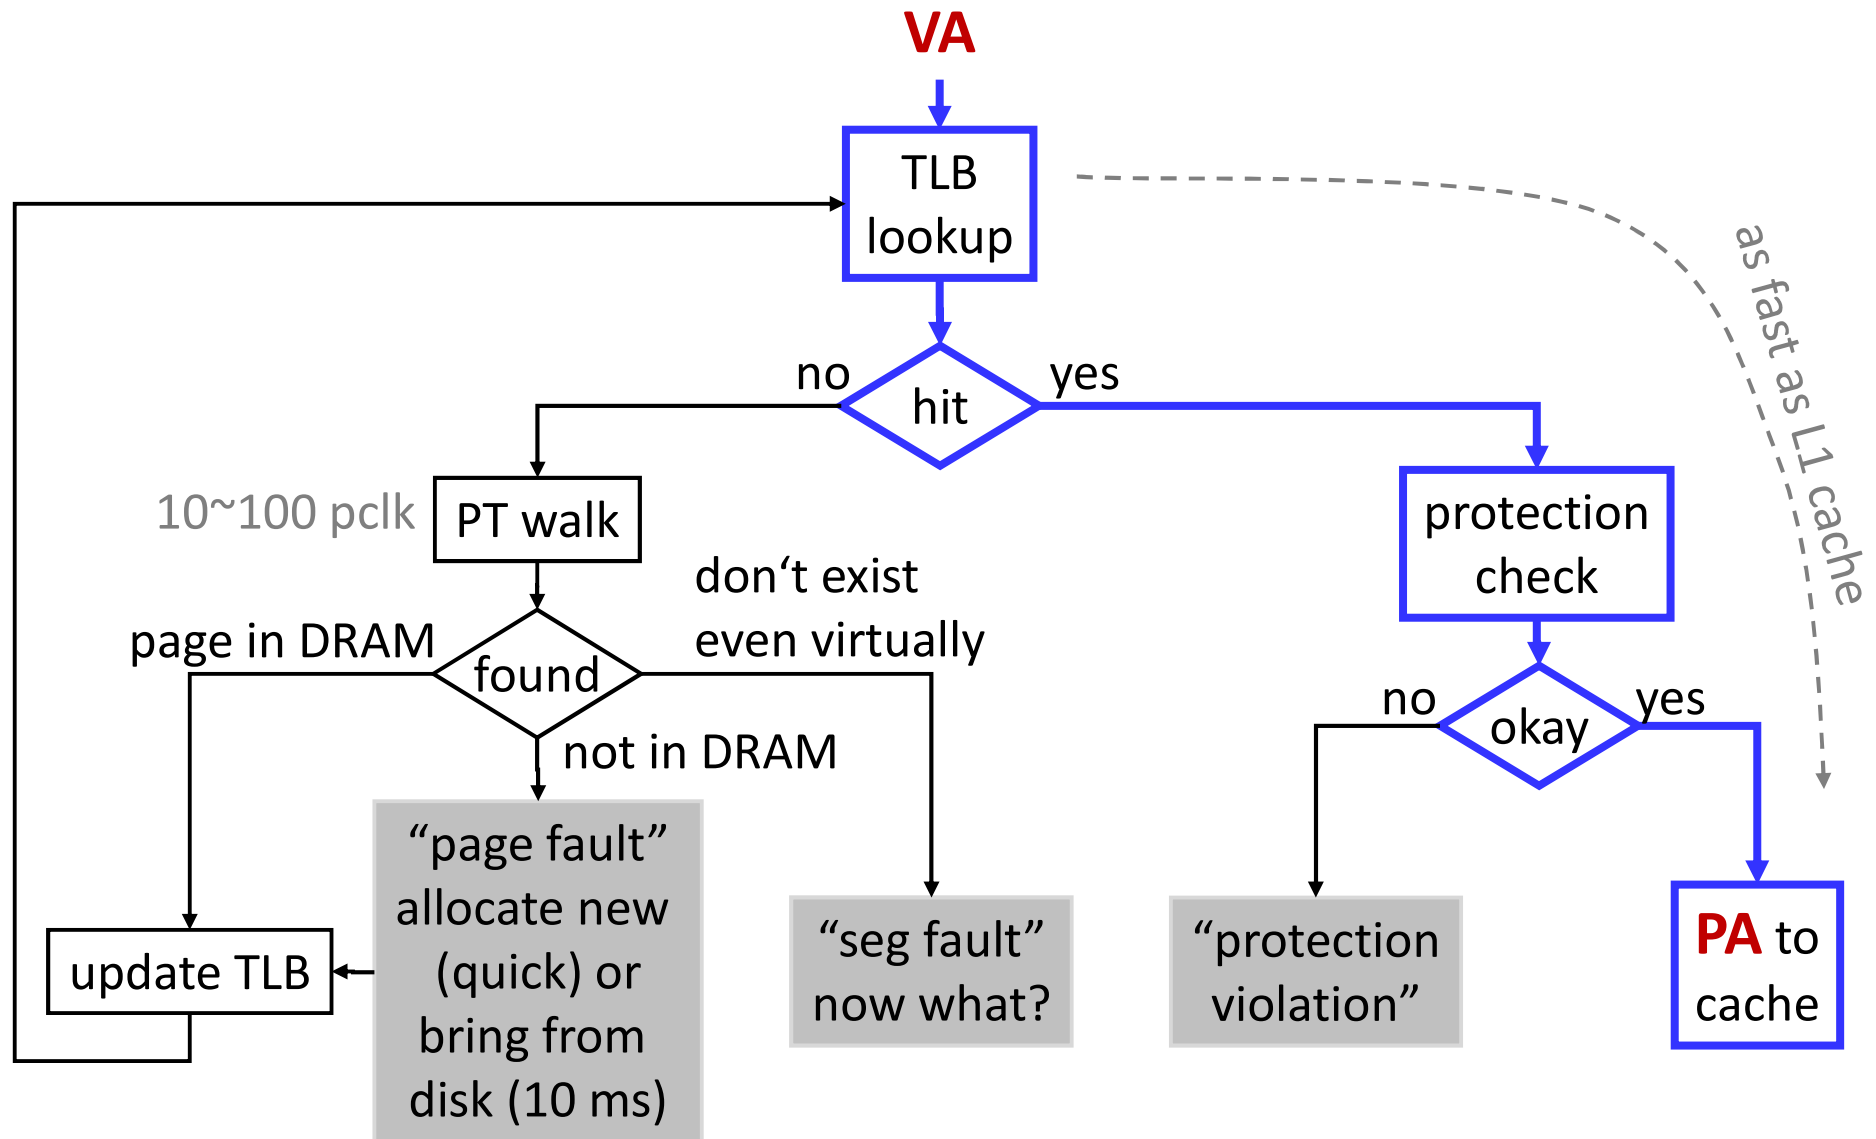 VA
TLB
lookup
as fast as L1 cache
no
hit
yes
10~100 pclk
PT walk
protection
check
don‘t exist
even virtually
page in DRAM
found
not in DRAM
no
okay
yes
“page fault”
allocate new
(quick) or
bring from
disk (10 ms)
update TLB
“seg fault”
now what?
“protection
violation”
PA to
cache